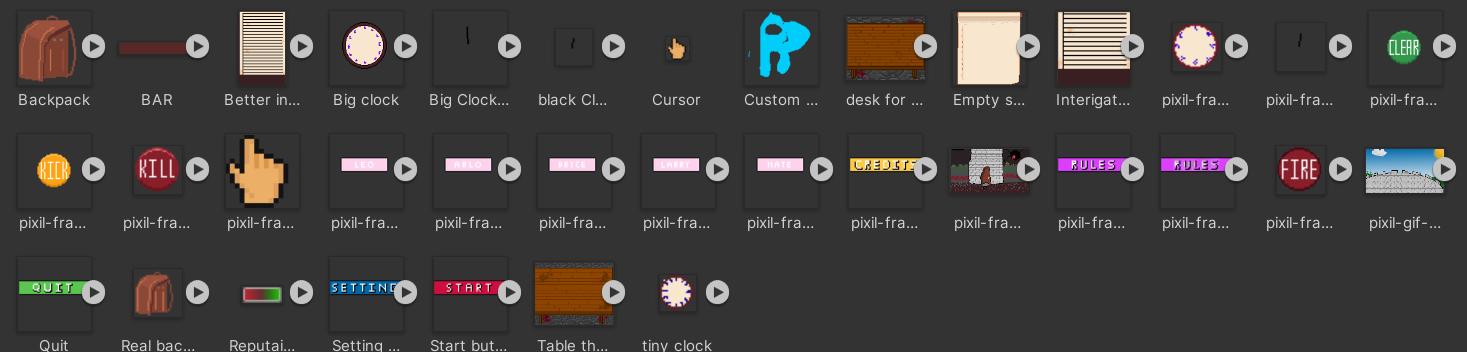 Backpack
BAR
Better in...
Big clock
Big Clock...
black Cl...
Cursor
Custom ...
desk for ...
Empty s...
Interigat...
pixil-fra...
pixil-fra...
CLEAR
pixil-fra...
KICK
pixil-fra...
KILL
pixil-fra...
pixil-fra...
LEO
pixil-fra...
ARLO
pixil-fra...
BRICE
pixil-fra...
LARRY
pixil-fra...
NATE
pixil-fra...
CREDITS
pixil-fra...
pixil-fra...
RULES
pixil-fra...
RULES
pixil-fra...
FIRE
pixil-fra...
pixil-gif-...
QUIT
Quit
Real bac...
Reputai...
SETTING
Setting ...
START
Start but...
Table th...
tiny clock